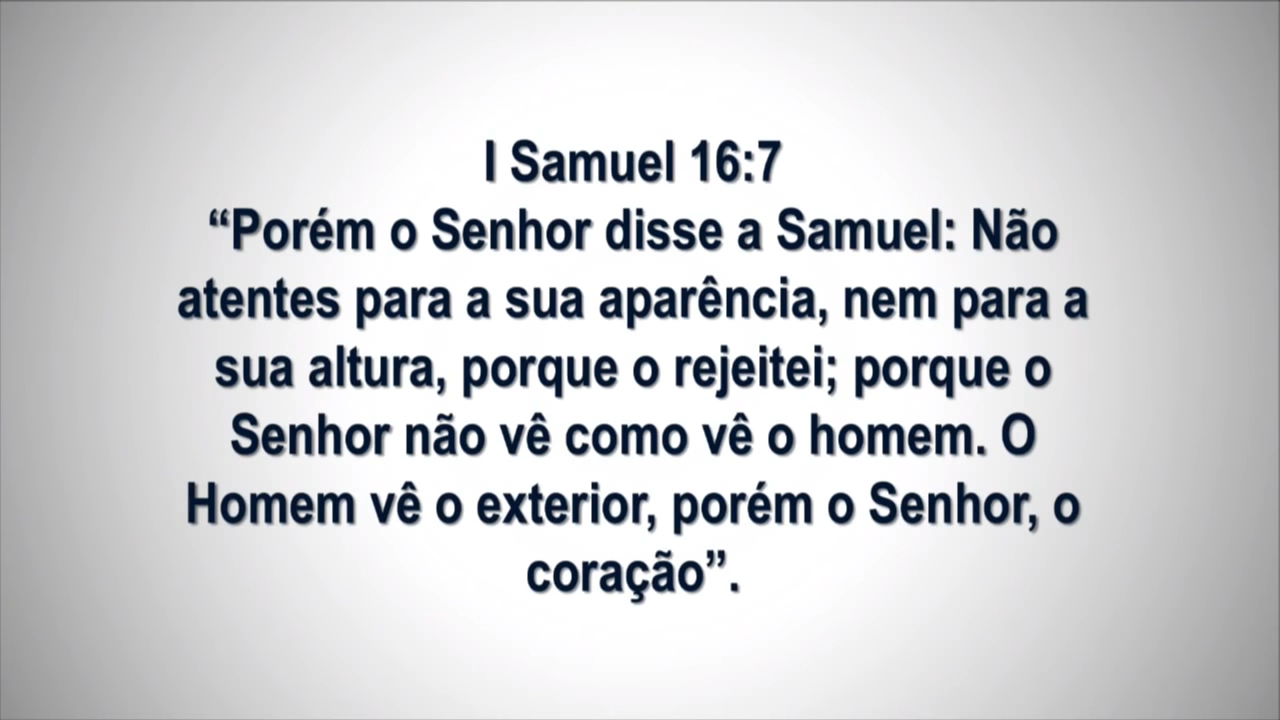 I Samuel 16:7
“Porém o Senhor disse a Samuel: Não
atentes para a sua aparência, nem para a
sua altura, porque o rejeitei; porque o
Senhor não vê como vê o homem. O
Homem vê o exterior, porém o Senhor, o
coração”.